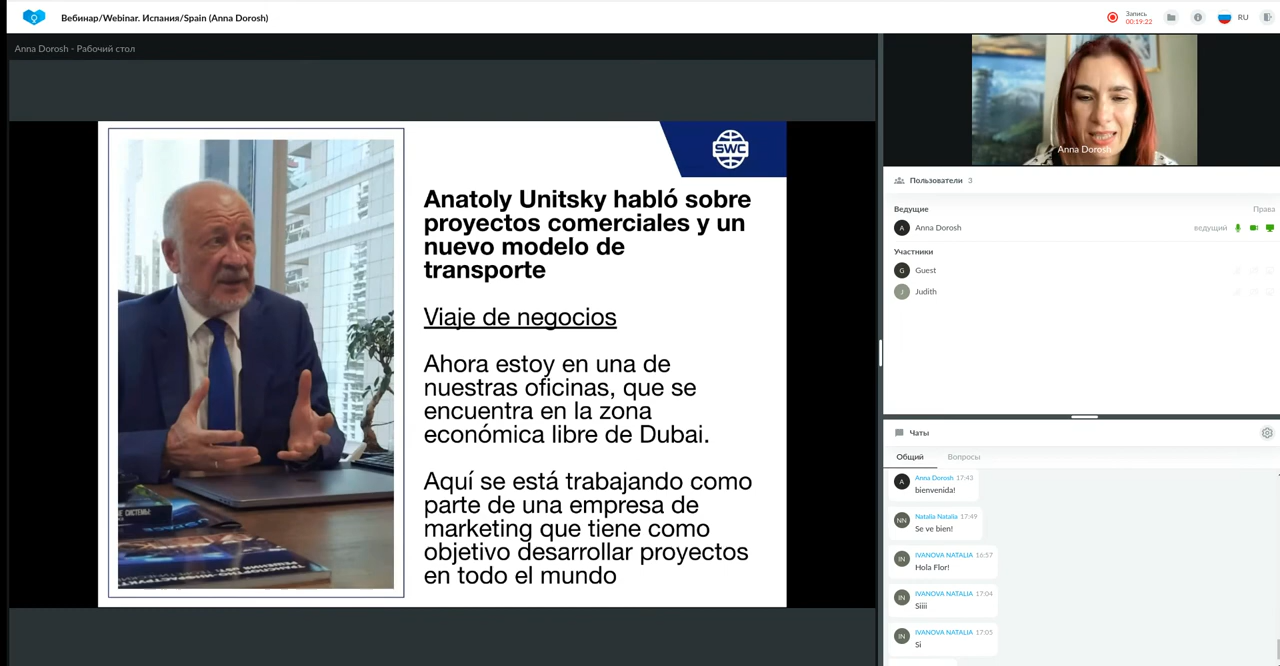 Вебинар/Webinar. Испания/Spain (Anna Dorosh)
Запись
00:19:22
RU
Anna Dorosh - Рабочий стол
SWC
Anatoly Unitsky habló sobre
proyectos comerciales y un
nuevo modelo de
transporte
Viaje de negocios
Ahora estoy en una de
nuestras oficinas, que se
encuentra en la zona
económica libre de Dubai.
Aquí se está trabajando como
parte de una empresa de
marketing que tiene como
objetivo desarrollar proyectos
en todo el mundo
Anna Dorosh
Пользователи 3
Ведущие Права
A Anna Dorosh ведущий
Участники
G Guest
J Judith
Чаты
Общий Вопросы
A Anna Dorosh 17:43
bienvenida!
NN Natalia Natalia 17:49
Se ve bien!
IN IVANOVA NATALIA 16:57
Hola Flor!
IN IVANOVA NATALIA 17:04
Siiii
IN IVANOVA NATALIA 17:05
Si